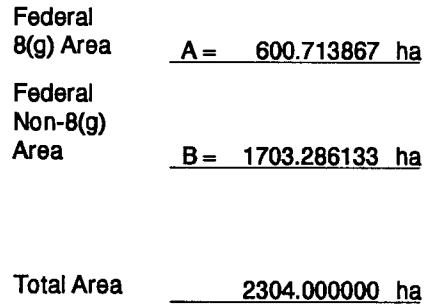 Federal
8(g) Area A = 600.713867 ha
Federal
Non-8(g)
Area B = 1703.286133 ha
Total Area 2304.000000 ha